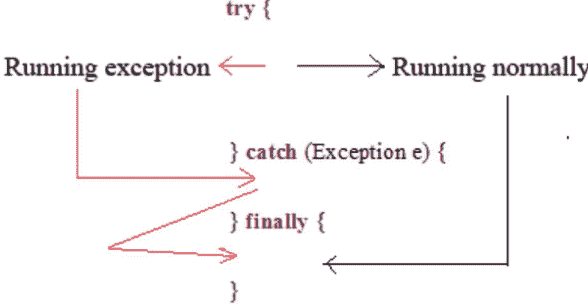 try {
Running exception
Running normally
} catch (Exception e) {
} finally {
}